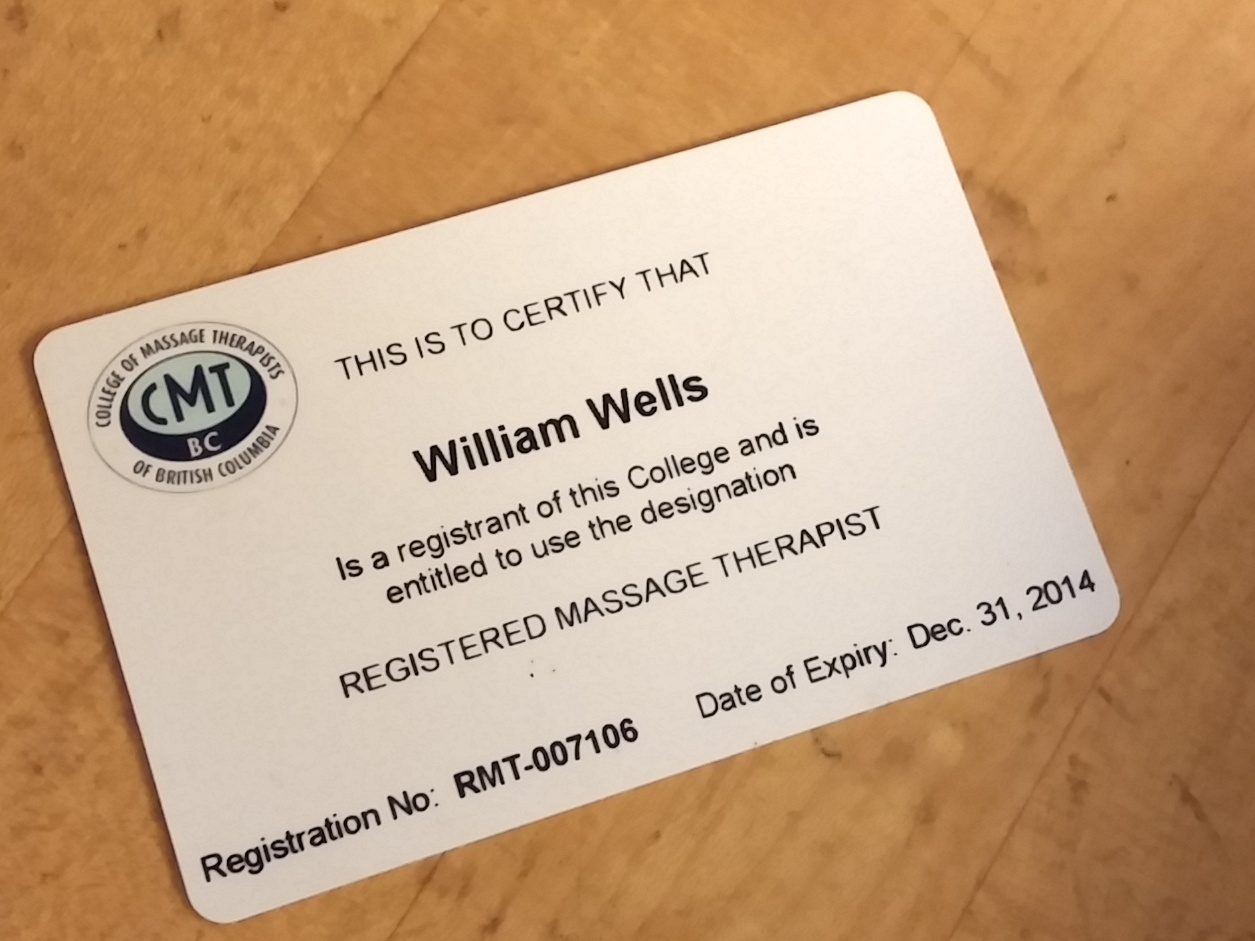 COLLEGE OF MASSAGE THERAPISTS
OF BRITISH COLUMBIA
CMT
BC
THIS IS TO CERTIFY THAT
William Wells
Is a registrant of this College and is
entitled to use the designation
REGISTERED MASSAGE THERAPIST
Registration No: RMT-007106 Date of Expiry: Dec. 31, 2014